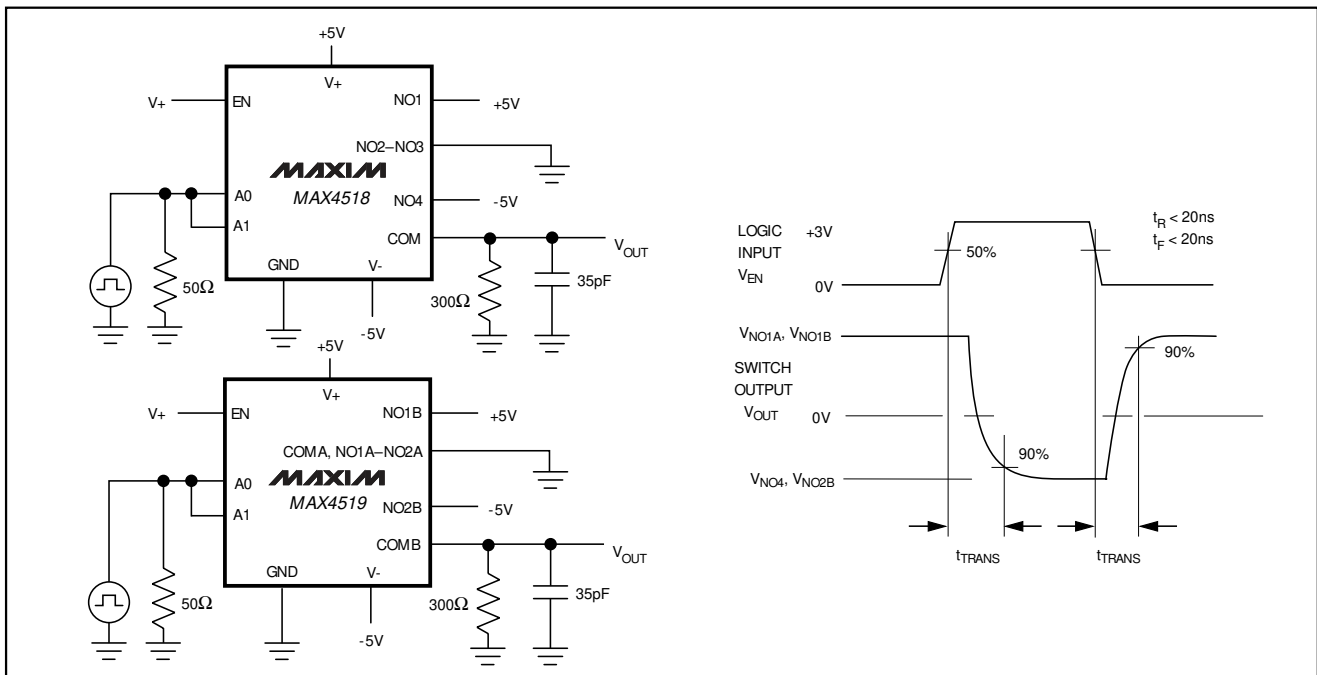 +5V
V+
V+
EN
NO1
+5V
NO2–NO3
MAXIM
MAX4518
A0
A1
NO4
-5V
COM
VOUT
GND
V-
50Ω
300Ω
35pF
-5V
+5V
V+
V+
EN
NO1B
+5V
COMA, NO1A–NO2A
MAXIM
MAX4519
A0
A1
NO2B
-5V
COMB
VOUT
GND
V-
50Ω
300Ω
35pF
-5V
LOGIC
INPUT
VEN
+3V
0V
50%
tR < 20ns
tF < 20ns
VNO1A, VNO1B
SWITCH
OUTPUT
VOUT
0V
90%
90%
VNO4, VNO2B
tTRANS
tTRANS